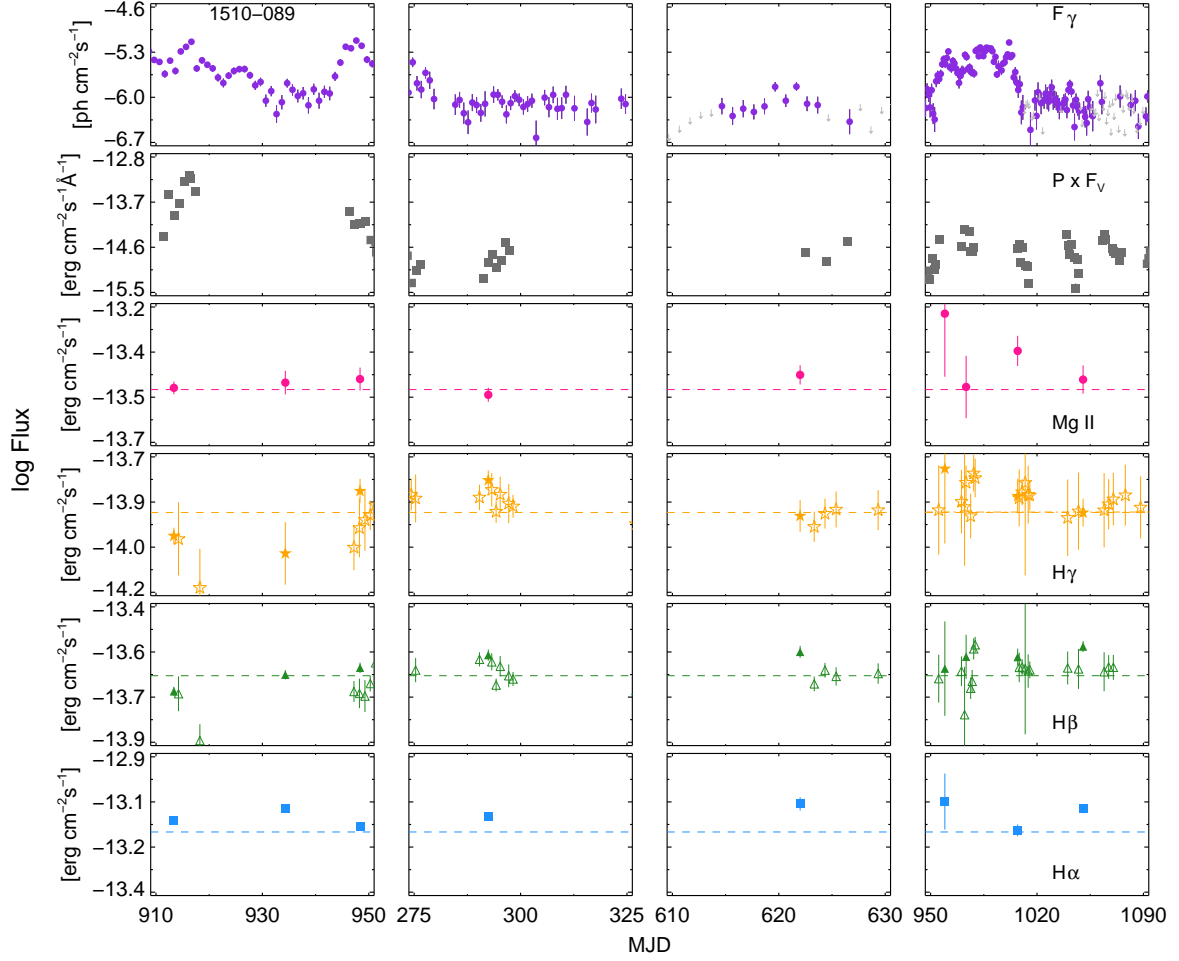 1510−089
F γ
−4.6
−5.3
−6.0
−6.7
[ph cm−2s−1]
P x FV
−12.8
−13.7
−14.6
−15.5
[erg cm−2s−1Å−1]
−13.2
−13.4
−13.5
−13.7
[erg cm−2s−1]
Mg II
−13.7
−13.9
−14.0
−14.2
[erg cm−2s−1]
Hγ
−13.4
−13.6
−13.7
−13.9
[erg cm−2s−1]
Hβ
−12.9
−13.1
−13.2
−13.4
[erg cm−2s−1]
Hα
log Flux
910 930 950 275 300 325 610 620 630 950 1020 1090
MJD